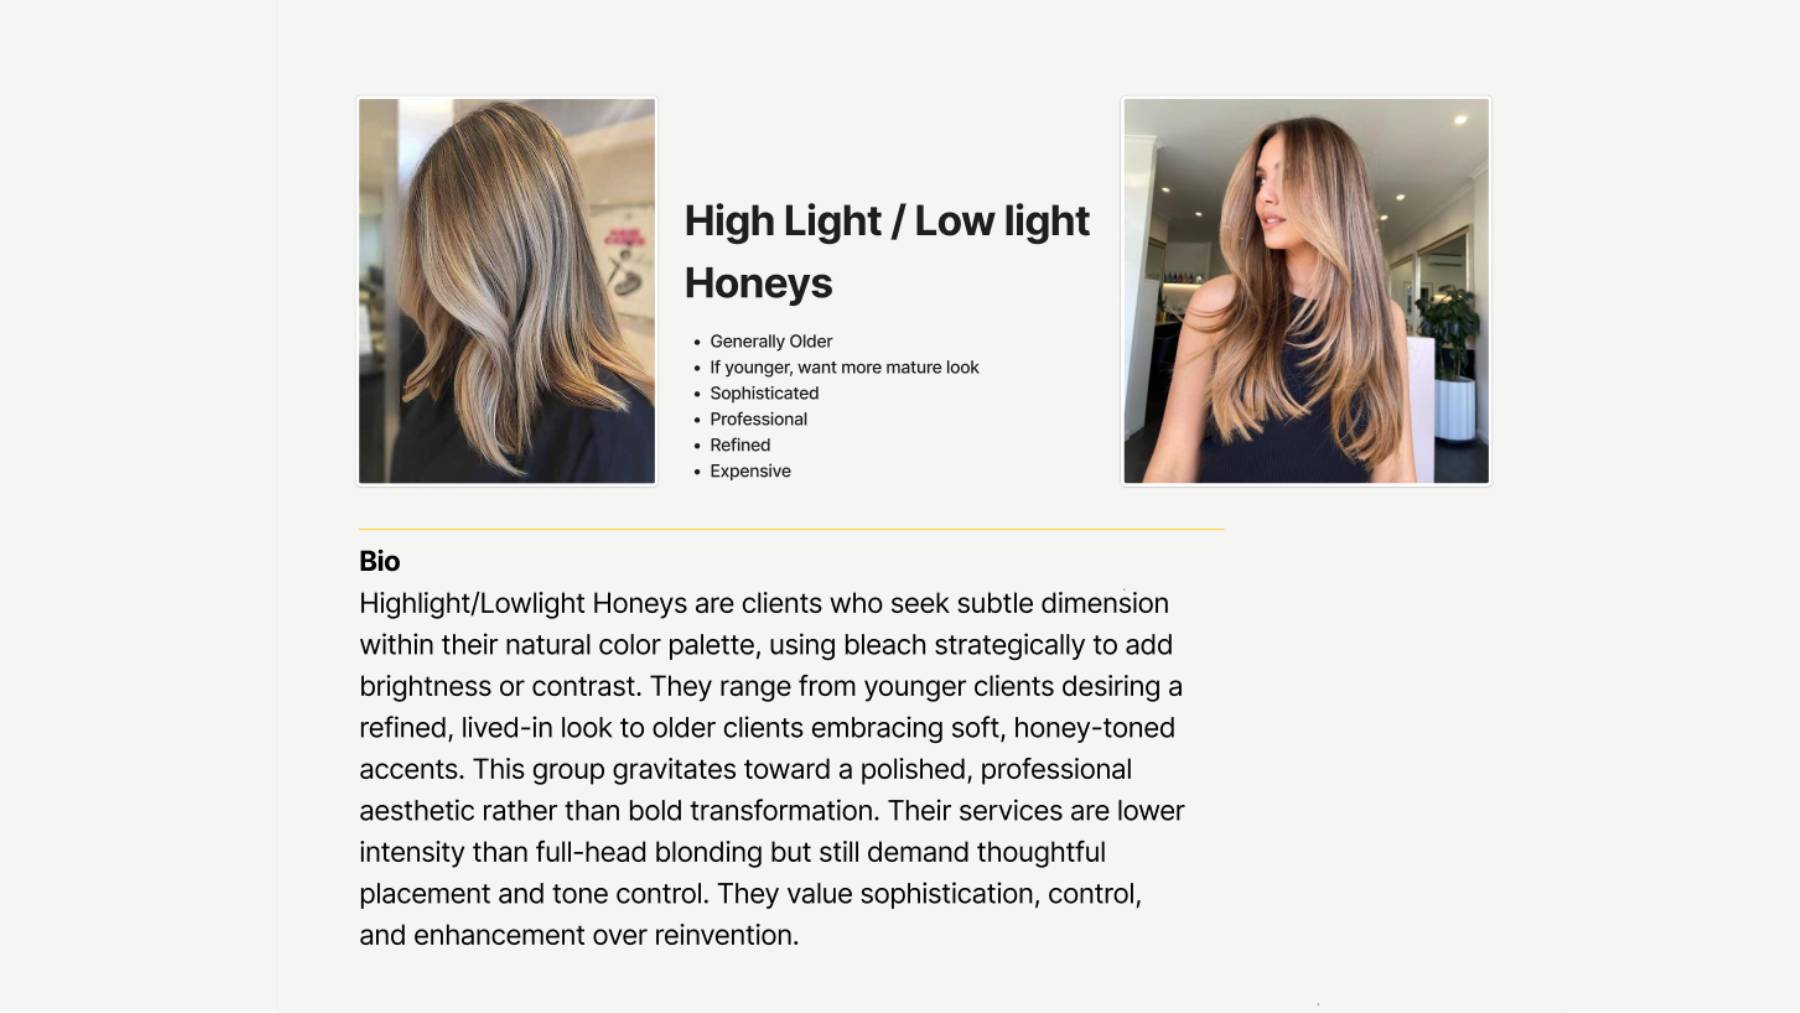 High Light / Low light
Honeys
• Generally Older
• If younger, want more mature look
• Sophisticated
• Professional
• Refined
• Expensive
Bio
Highlight/Lowlight Honeys are clients who seek subtle dimension
within their natural color palette, using bleach strategically to add
brightness or contrast. They range from younger clients desiring a
refined, lived-in look to older clients embracing soft, honey-toned
accents. This group gravitates toward a polished, professional
aesthetic rather than bold transformation. Their services are lower
intensity than full-head blonding but still demand thoughtful
placement and tone control. They value sophistication, control,
and enhancement over reinvention.